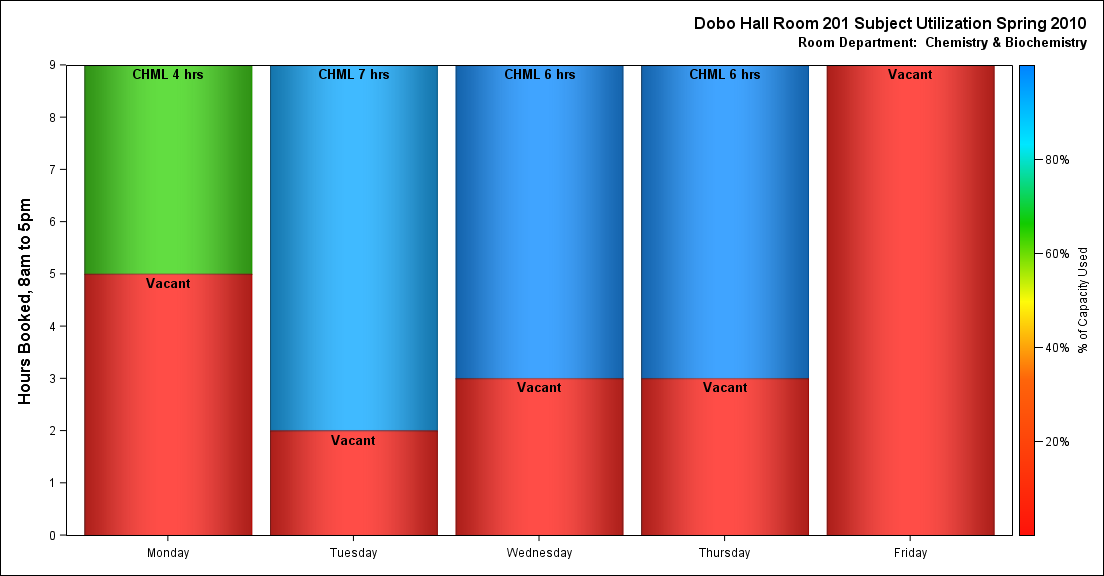 Dobo Hall Room 201 Subject Utilization Spring 2010
Room Department:  Chemistry & Biochemistry
Hours Booked, 8am to 5pm
9
8
7
6
5
4
3
2
1
0
CHML 4 hrs
Vacant
CHML 7 hrs
Vacant
CHML 6 hrs
Vacant
CHML 6 hrs
Vacant
Vacant
Monday
Tuesday
Wednesday
Thursday
Friday
80%
60%
40%
20%
% of Capacity Used